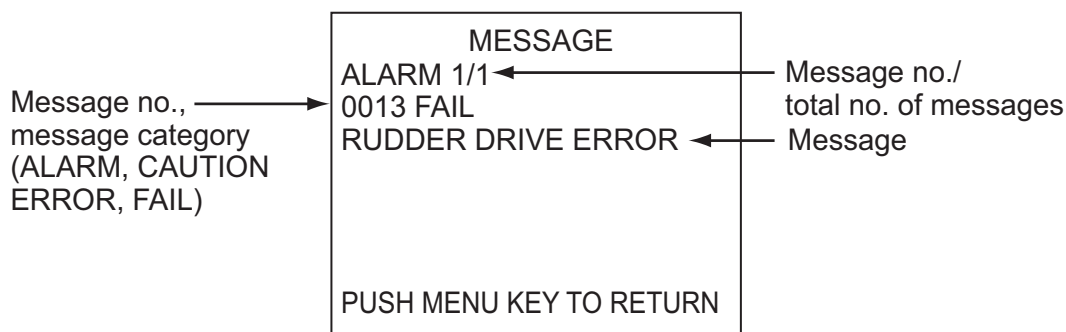 MESSAGE
ALARM 1/1
0013 FAIL
RUDDER DRIVE ERROR
PUSH MENU KEY TO RETURN
Message no.,
message category
(ALARM, CAUTION
ERROR, FAIL)
Message no./
total no. of messages
Message